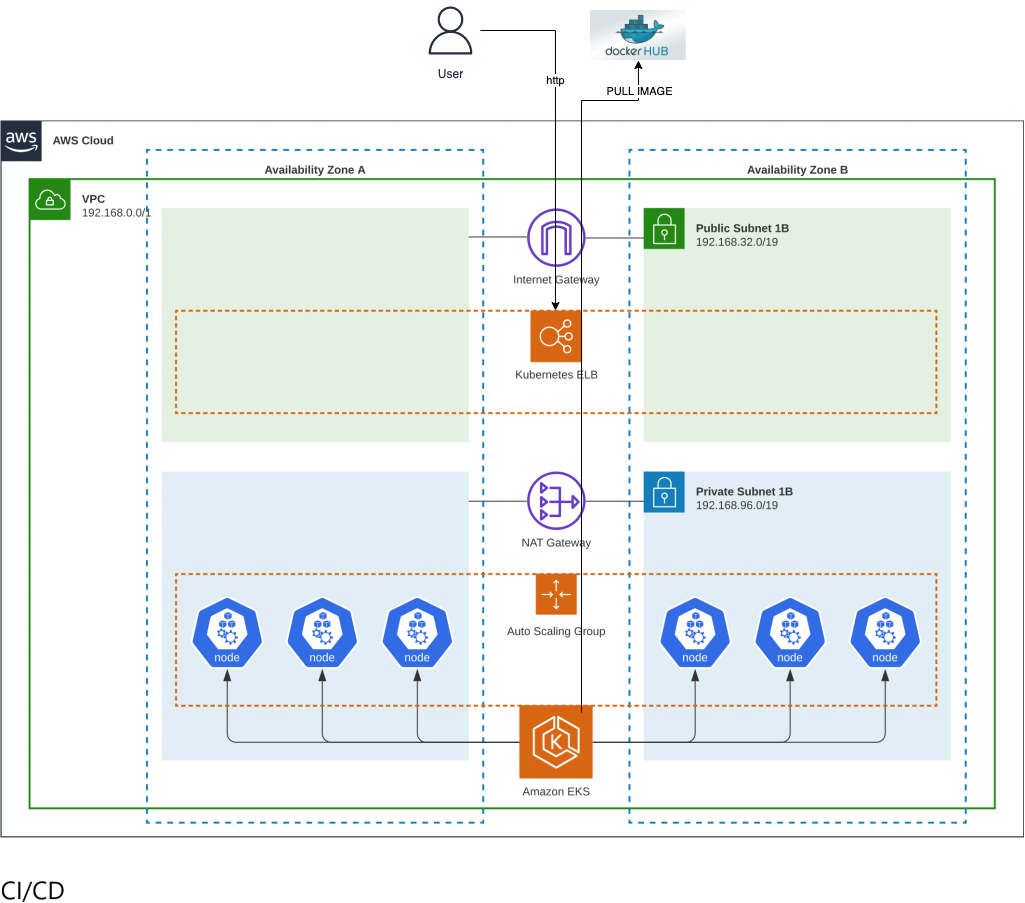 User
docker HUB
http
PULL IMAGE
aws
AWS Cloud
Availability Zone A
Availability Zone B
VPC
192.168.0.0/1
Public Subnet 1B
192.168.32.0/19
Internet Gateway
Kubernetes ELB
Private Subnet 1B
192.168.96.0/19
NAT Gateway
Auto Scaling Group
node
node
node
node
node
node
K
Amazon EKS
CI/CD